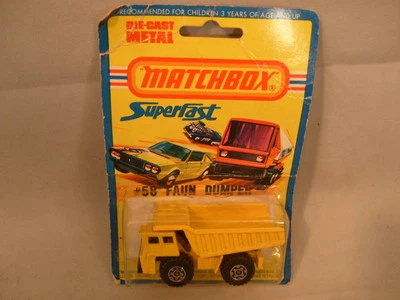 RECOMMENDED FOR CHILDREN 3 YEARS OF AGE AND UP
DIE-CAST
METAL
MATCHBOX
Superfast
#58 FAUN DUMPER